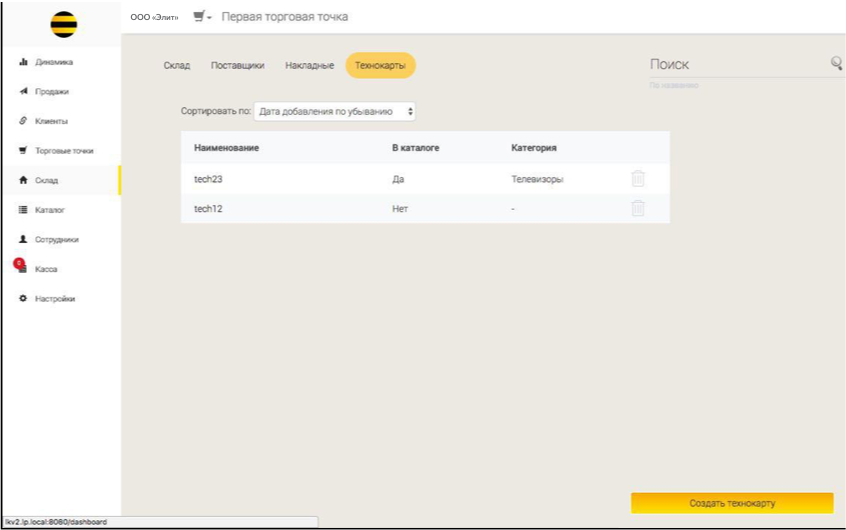 ООО «Элит» Первая торговая точка
Динамика
Продажи
Клиенты
Торговые точки
Склад
Каталог
Сотрудники
Касса
Настройки
Склад Поставщики Накладные Технокарты
Поиск
По названию
Сортировать по: Дата добавления по убыванию
Наименование В каталоге Категория
tech23 Да Телевизоры
tech12 Нет -
Создать технокарту
lkv2.lp.local:8080/dashboard